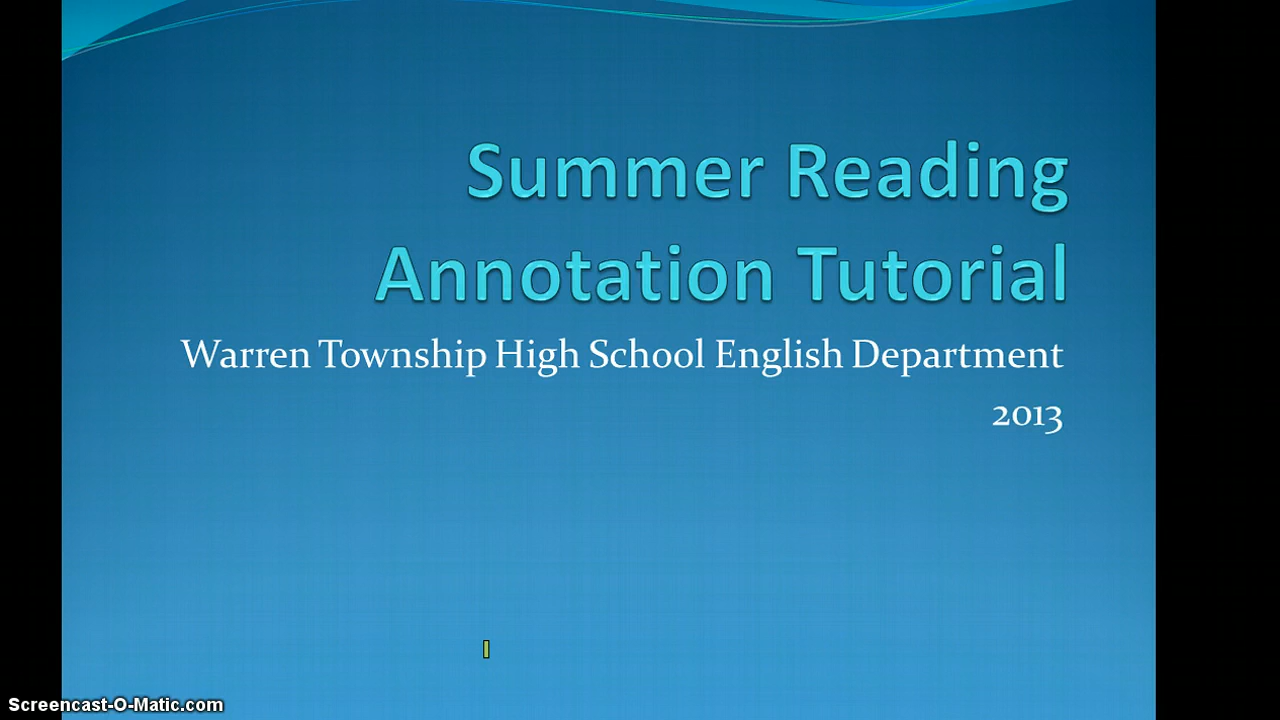 Summer Reading
Annotation Tutorial
Warren Township High School English Department
2013
Screencast-O-Matic.com